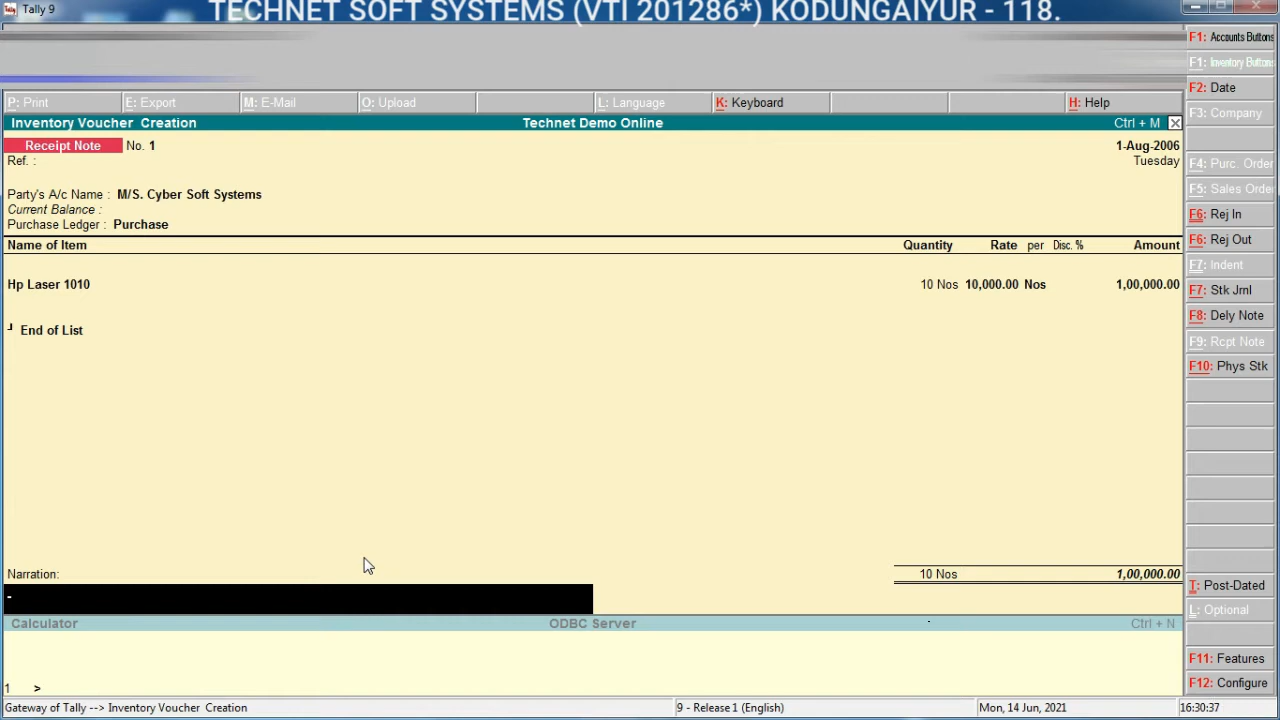 TECHNET SOFT SYSTEMS (VTI 201286*) KODUNGAIYUR - 118.
Tally 9
P: Print E: Export M: E-Mail O: Upload L: Language K: Keyboard H: Help
Inventory Voucher Creation Technet Demo Online Ctrl + M
Receipt Note No. 1 1-Aug-2006
Ref. : Tuesday
Party's A/c Name : M/S. Cyber Soft Systems
Current Balance :
Purchase Ledger : Purchase
Name of Item Quantity Rate per Disc. % Amount
Hp Laser 1010 10 Nos 10,000.00 Nos 1,00,000.00
End of List
Narration: 10 Nos 1,00,000.00
Calculator ODBC Server Ctrl + N
1 >
Gateway of Tally --> Inventory Voucher Creation 9 - Release 1 (English) Mon, 14 Jun, 2021 16:30:37
F1: Accounts Buttons
F1: Inventory Buttons
F2: Date
F3: Company
F4: Purc. Order
F5: Sales Orde
F6: Rej In
F6: Rej Out
F7: Indent
F7: Stk Jrnl
F8: Dely Note
F9: Rcpt Note
F10: Phys Stk
T: Post-Dated
L: Optional
F11: Features
F12: Configure